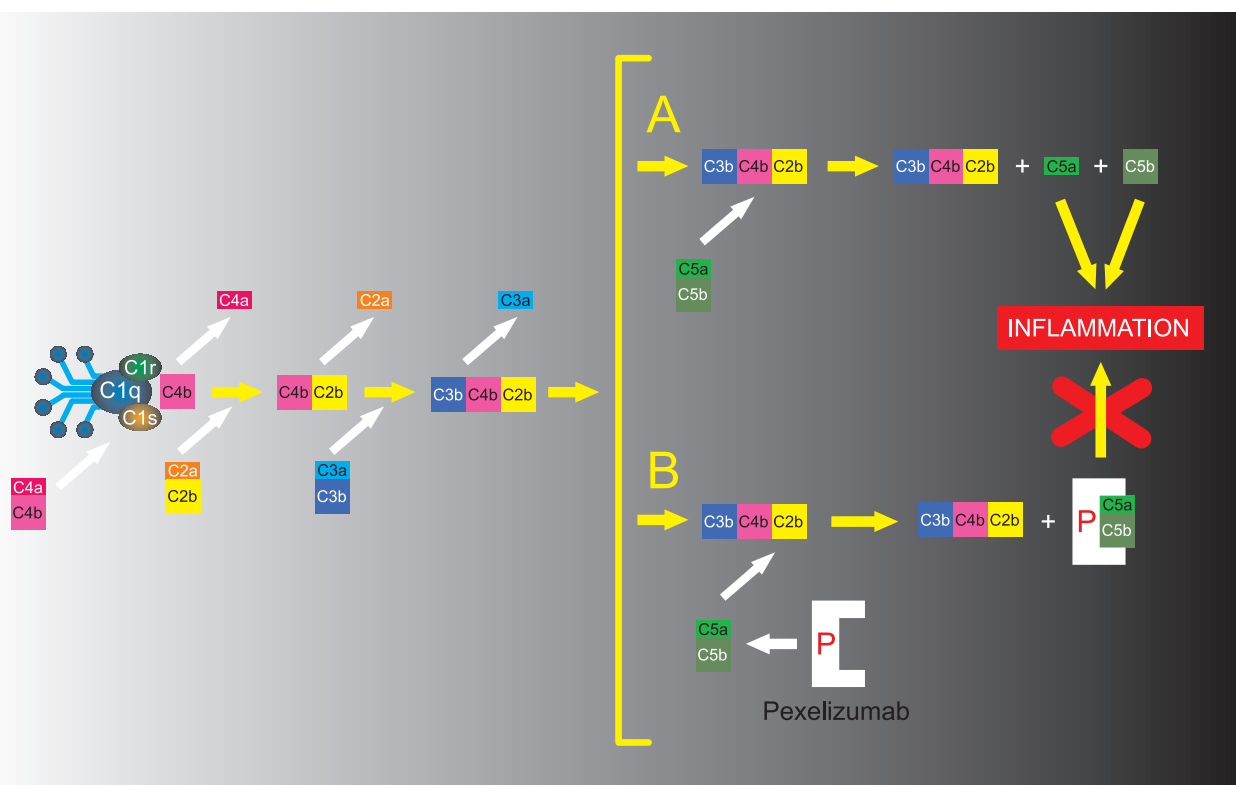 A
C3b C4b C2b
C3b C4b C2b + C5a + C5b
C5a
C5b
C4a
C2a
C3a
INFLAMMATION
C1r
C1q
C1s
C4b
C4b C2b
C3b C4b C2b
C4a
C4b
C2a
C2b
C3a
C3b
B
C3b C4b C2b
C3b C4b C2b +
P
C5a
C5b
C5a
C5b
P
Pexelizumab